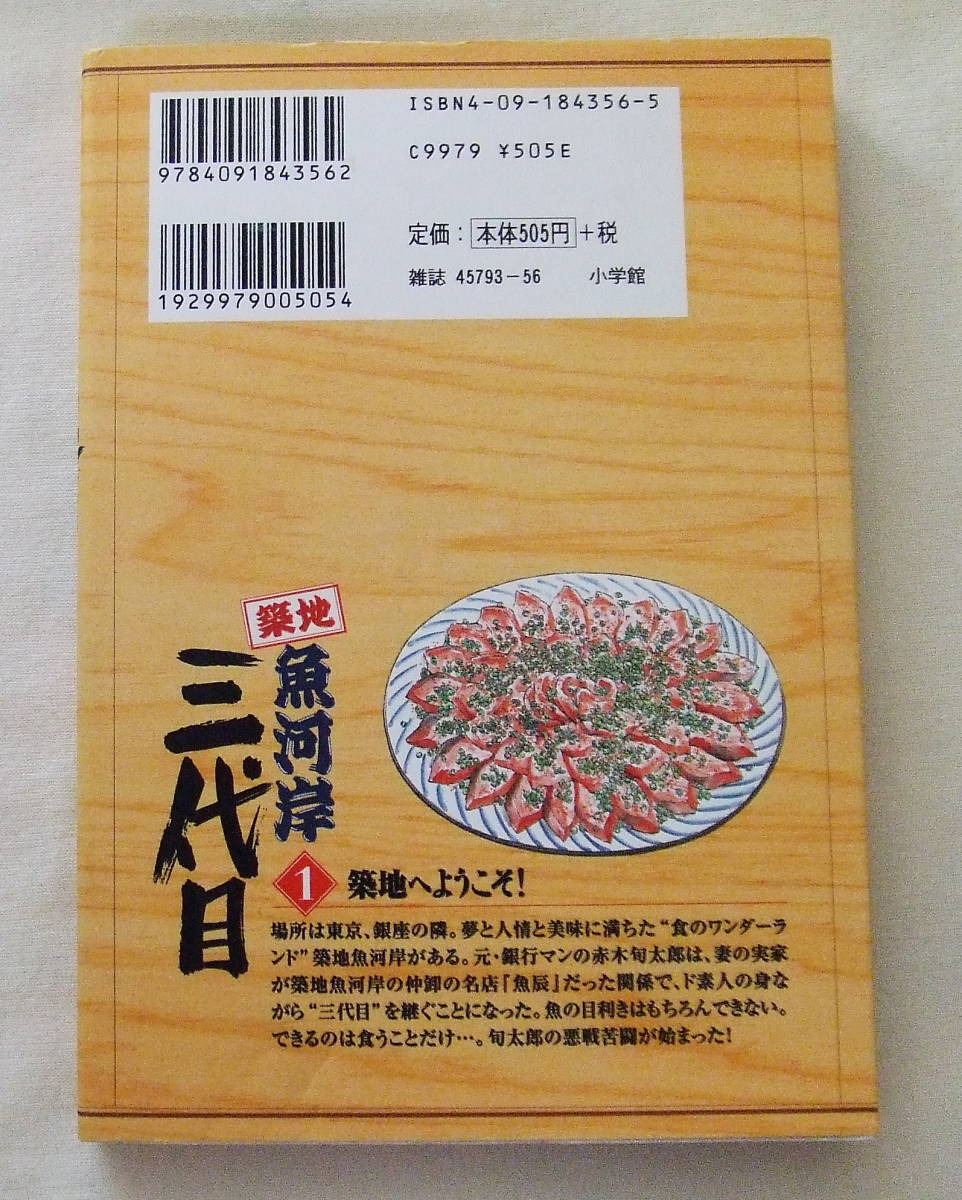 ISBN4-09-184356-5
C9979 ¥505E
9784091843562
定価：本体505円+税
雑誌 45793-56 小学館
1929979005054
築地
魚河岸
三代目
1 築地へようこそ！
場所は東京、銀座の隣。夢と人情と美味に満ちた“食のワンダーラ
ンド”築地魚河岸がある。元・銀行マンの赤木旬太郎は、妻の実家
が築地魚河岸の仲卸の名店『魚辰』だった関係で、ド素人の身な
がら“三代目”を継ぐことになった。魚の目利きはもちろんできない。
できるのは食うことだけ…。旬太郎の悪戦苦闘が始まった！